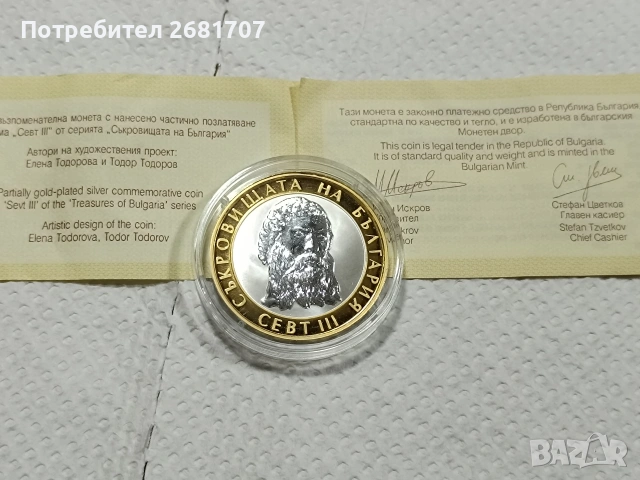 Потребител 2681707
възпоменателна монета с нанесено частично позлатяване
"Севт III" от серията „Съкровищата на България"
Автори на художествения проект:
Елена Тодорова и Тодор Тодоров
Partially gold-plated silver commemorative coin
"Sevt III" of the 'Treasures of Bulgaria' series
Artistic design of the coin:
Elena Todorova, Todor Todorov
Тази монета е законно платежно средство в Република България,
стандартна по качество и тегло, и е изработена в българския
Монетен двор.
This coin is legal tender in the Republic of Bulgaria.
It is of standard quality and weight and is minted in the
Bulgarian Mint.
Искров
Стефан Цветков
Главен касиер
Stefan Tzvetkov
Chief Cashier
СЪКРОВИЩАТА НА БЪЛГАРИЯ
СЕВТ III
BAZAR